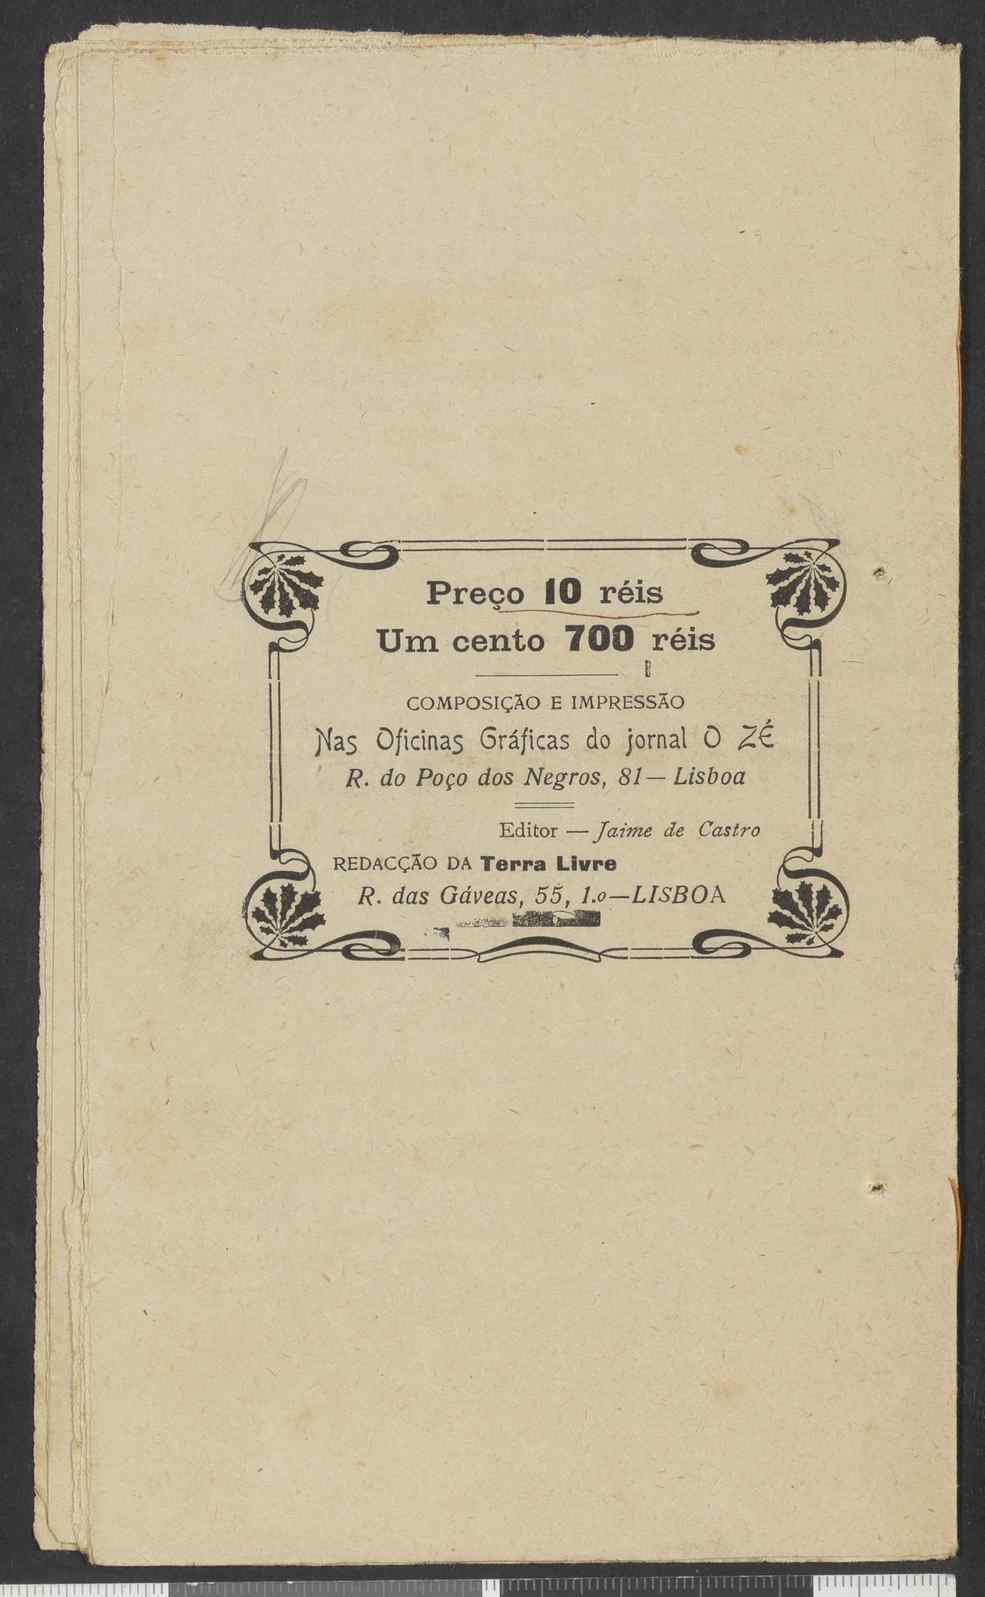 Preço 10 réis
Um cento 700 réis
COMPOSIÇÃO E IMPRESSÃO
Nas Oficinas Gráficas do jornal O ZÉ
R. do Poço dos Negros, 81—Lisboa
Editor — Jaime de Castro
REDACÇÃO DA Terra Livre
R. das Gáveas, 55, 1.o—LISBOA